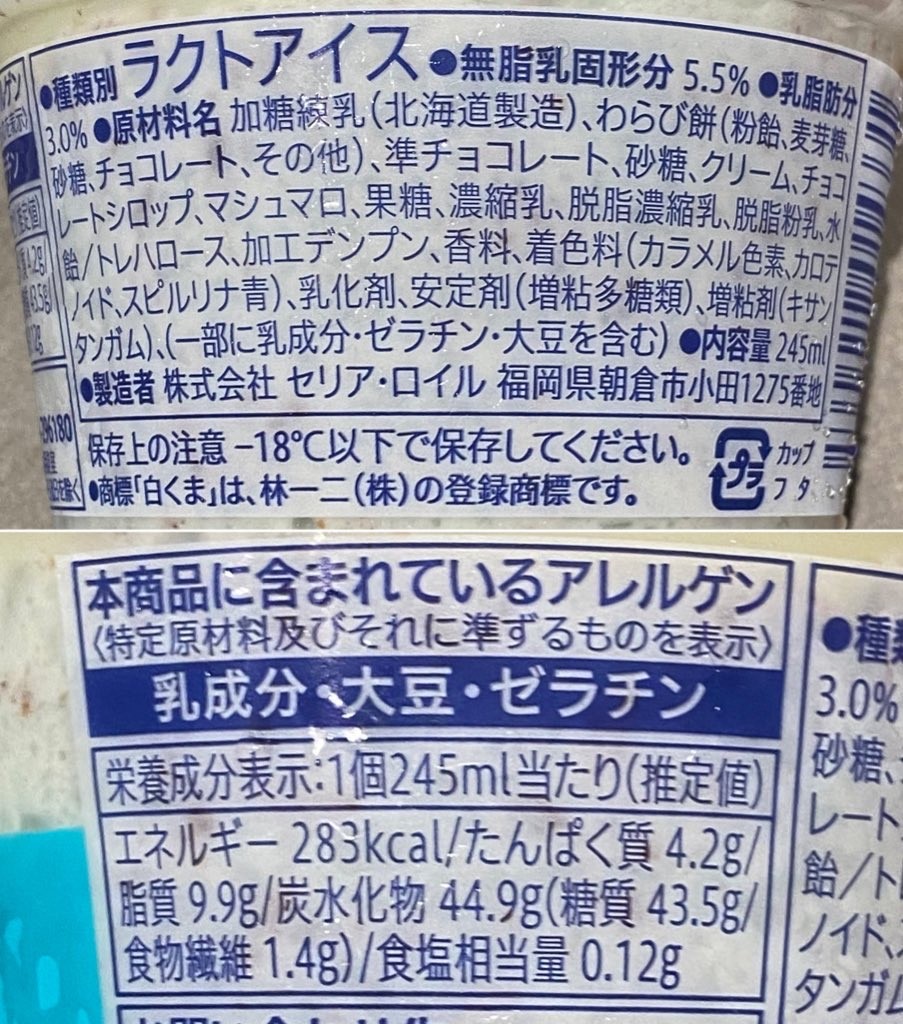 ●種類別 ラクトアイス ●無脂乳固形分 5.5% ●乳脂肪分
3.0% ●原材料名 加糖練乳(北海道製造)、わらび餅(粉飴、麦芽糖、
砂糖、チョコレート、その他)、準チョコレート、砂糖、クリーム、チョコ
レートシロップ、マシュマロ、果糖、濃縮乳、脱脂濃縮乳、脱脂粉乳、水
飴/トレハロース、加工デンプン、香料、着色料(カラメル色素、カロテ
ノイド、スピルリナ青)、乳化剤、安定剤(増粘多糖類)、増粘剤(キサン
タンガム)、(一部に乳成分・ゼラチン・大豆を含む) ●内容量 245ml
●製造者 株式会社 セリア・ロイル 福岡県朝倉市小田1275番地
保存上の注意 −18℃以下で保存してください。
●商標「白くま」は、林一二(株)の登録商標です。
プラ
カップ
フタ
96180
本商品に含まれているアレルゲン
〈特定原材料及びそれに準ずるものを表示〉
乳成分・大豆・ゼラチン
栄養成分表示:1個245ml当たり(推定値)
エネルギー 283kcal/たんぱく質 4.2g/
脂質 9.9g/炭水化物 44.9g(糖質 43.5g/
食物繊維 1.4g)/食塩相当量 0.12g
●種
3.0%
砂糖、
レート
飴/ト
ノイド、
タンガム